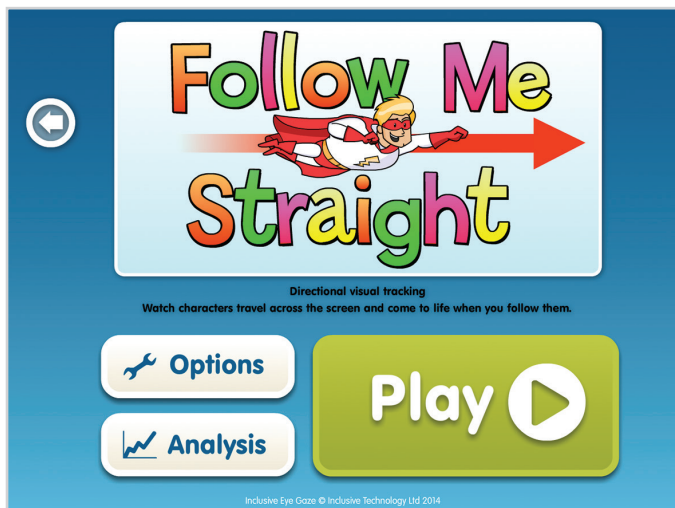 Follow Me
Straight
Directional visual tracking
Watch characters travel across the screen and come to life when you follow them.
Options
Play
Analysis
Inclusive Eye Gaze © Inclusive Technology Ltd 2014